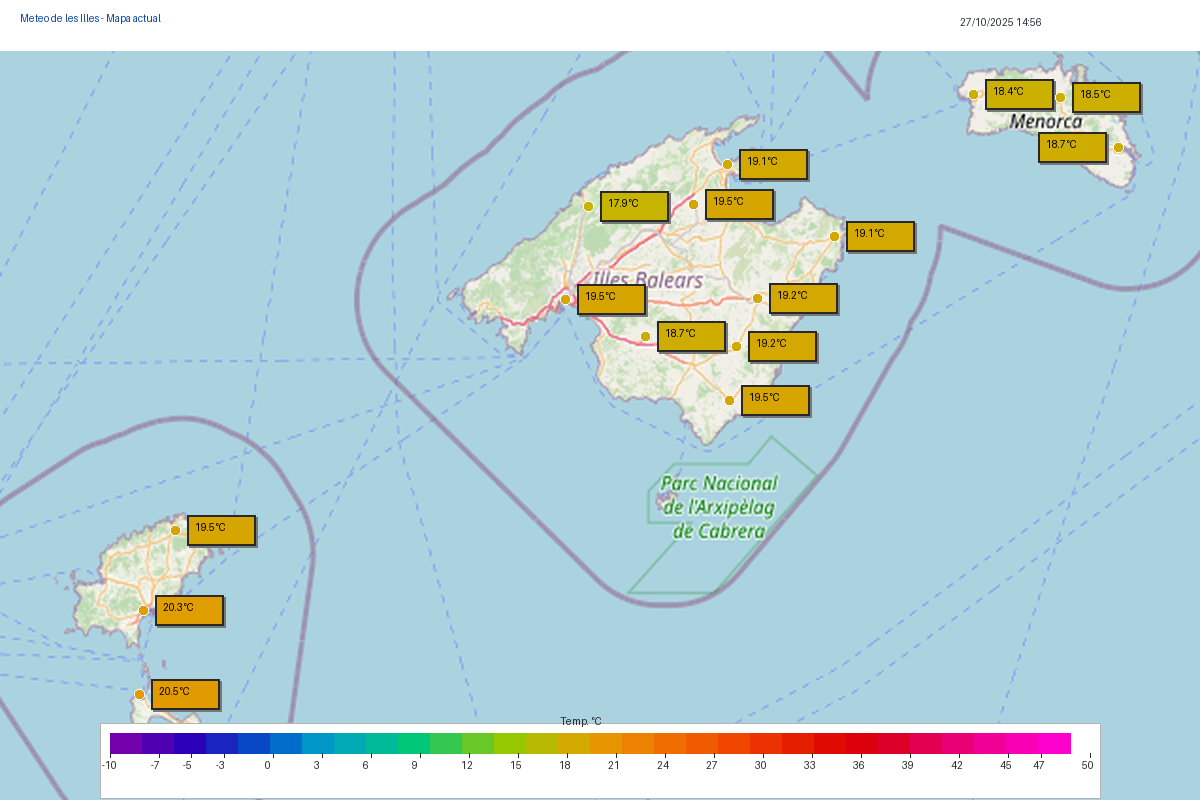 Meteo de les Illes - Mapa actual
27/10/2025 14:56
18.4°C
18.5°C
Menorca
18.7°C
19.1°C
17.9°C
19.5°C
19.1°C
Illes Balears
19.5°C
19.2°C
18.7°C
19.2°C
19.5°C
Parc Nacional
de l'Arxipèlag
de Cabrera
19.5°C
20.3°C
20.5°C
Temp. °C
-10 -7 -5 -3 0 3 6 9 12 15 18 21 24 27 30 33 36 39 42 45 47 50